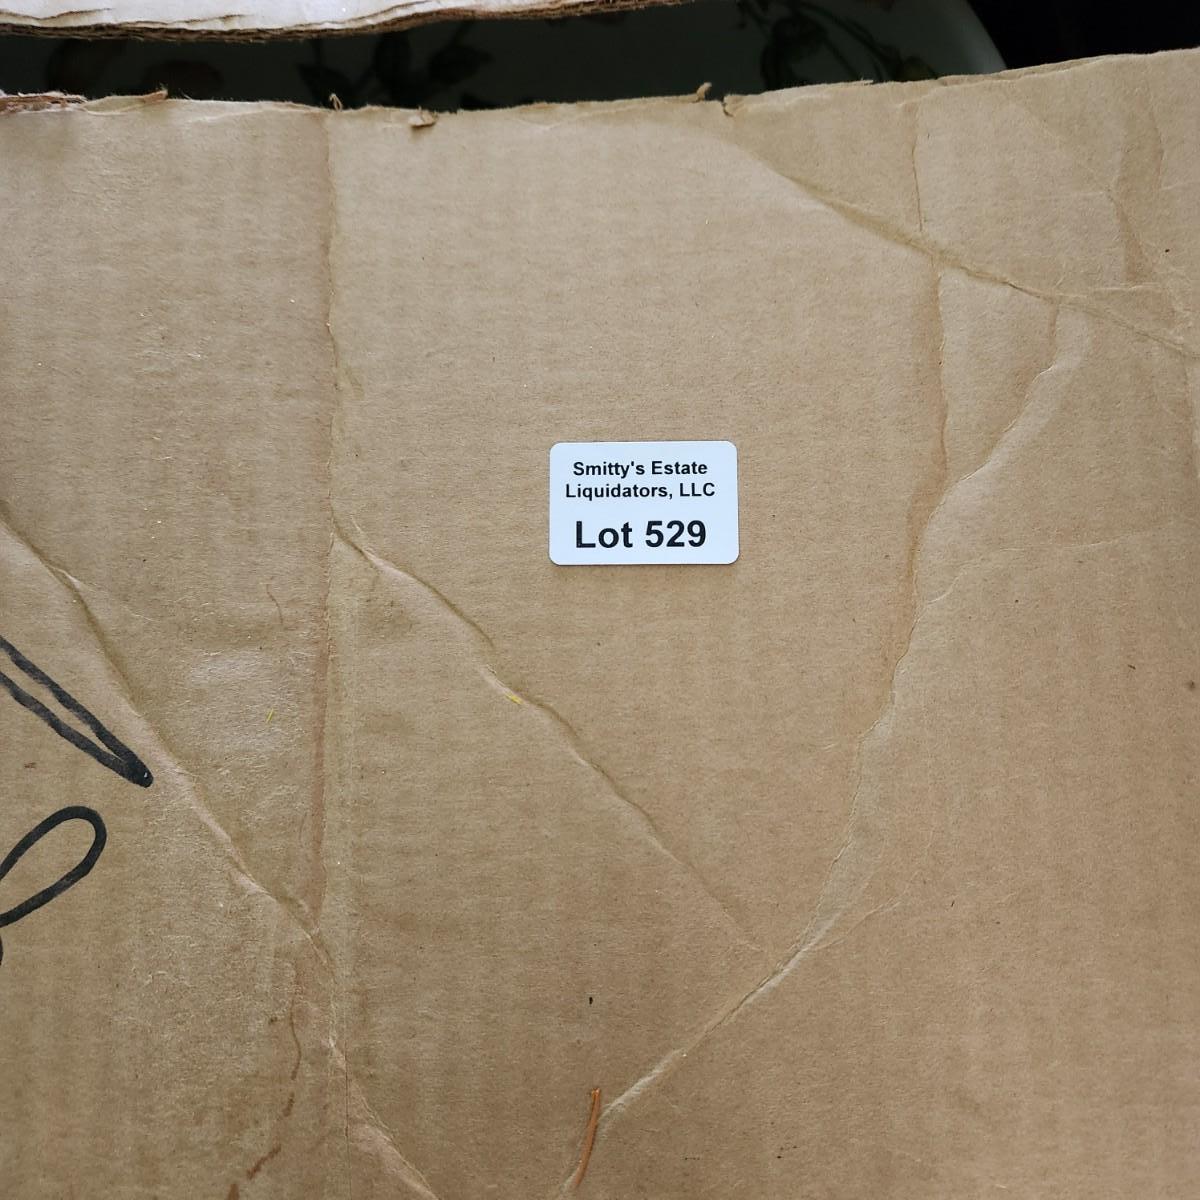 Smitty's Estate
Liquidators, LLC
Lot 529